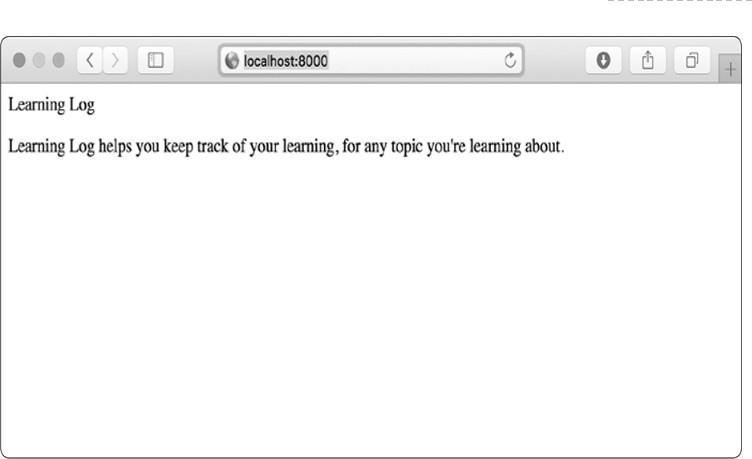 localhost:8000
Learning Log
Learning Log helps you keep track of your learning, for any topic you're learning about.